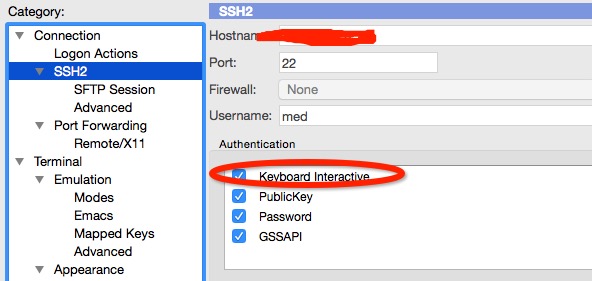 Category:
Connection
Logon Actions
SSH2
SFTP Session
Advanced
Port Forwarding
Remote/X11
Terminal
Emulation
Modes
Emacs
Mapped Keys
Advanced
Appearance
SSH2
Hostname
Port: 22
Firewall: None
Username: med
Authentication
Keyboard Interactive
PublicKey
Password
GSSAPI